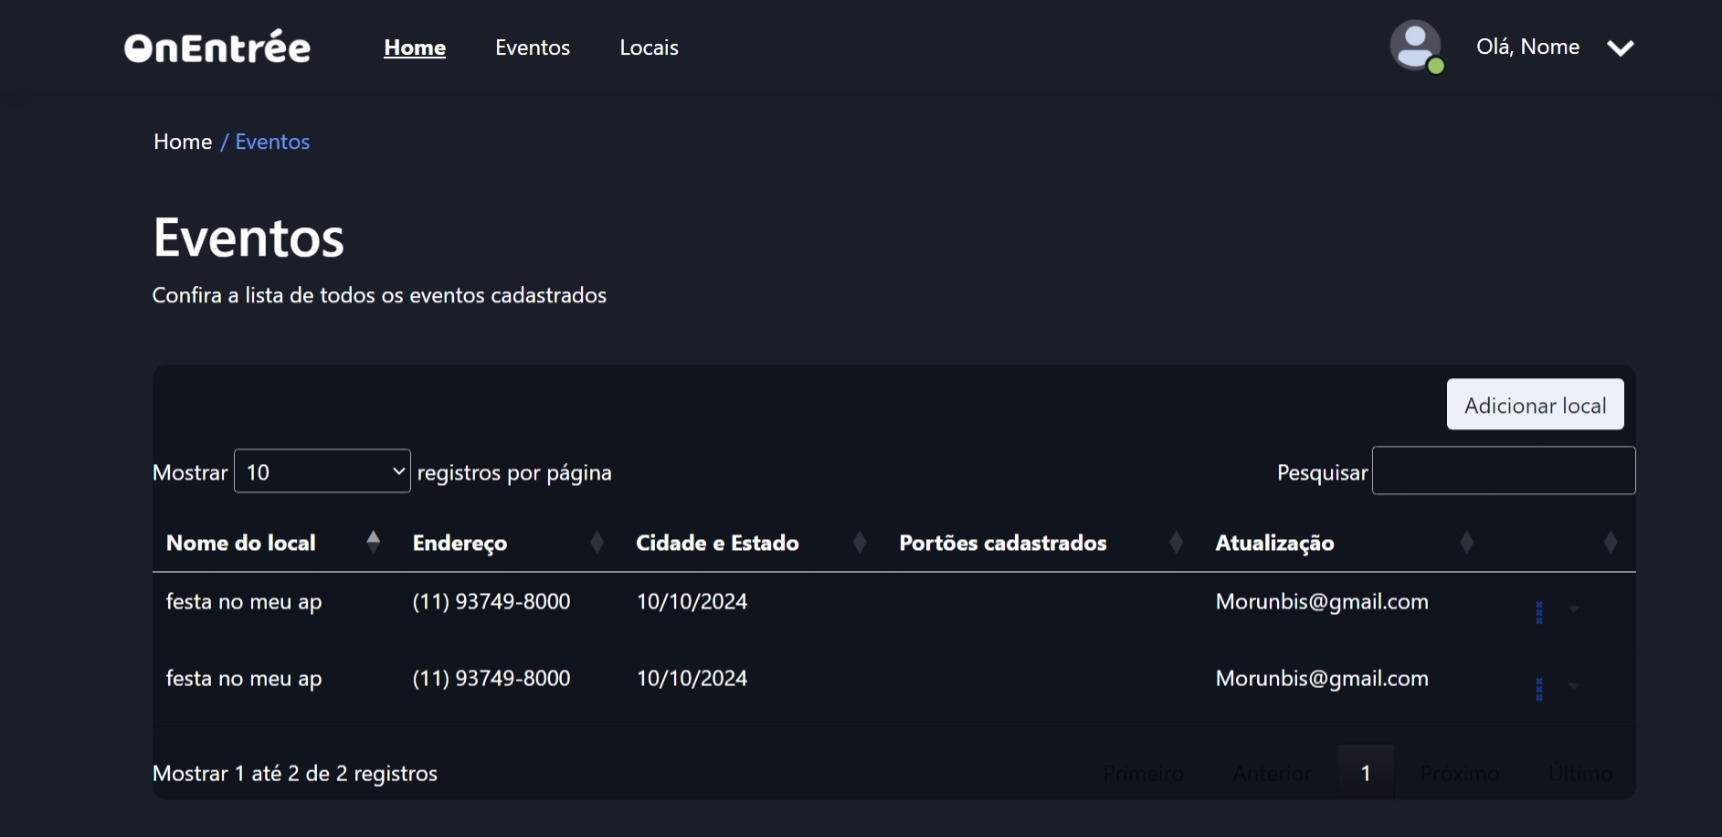 OnEntrée Home Eventos Locais Olá, Nome
Home / Eventos
Eventos
Confira a lista de todos os eventos cadastrados
Adicionar local
Mostrar 10 registros por página Pesquisar
Nome do local Endereço Cidade e Estado Portões cadastrados Atualização
festa no meu ap (11) 93749-8000 10/10/2024 Morunbis@gmail.com
festa no meu ap (11) 93749-8000 10/10/2024 Morunbis@gmail.com
Mostrar 1 até 2 de 2 registros Primeiro Anterior 1 Próximo Último